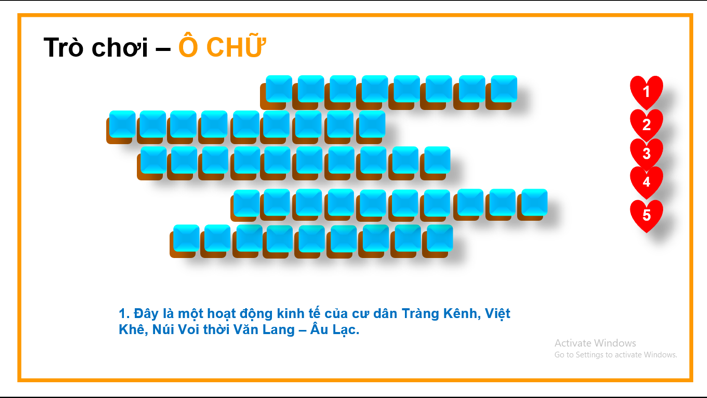 Trò chơi – Ô CHỮ
1
2
3
4
5
1. Đây là một hoạt động kinh tế của cư dân Tràng Kênh, Việt
Khê, Núi Voi thời Văn Lang – Âu Lạc.
Activate Windows
Go to Settings to activate Windows.